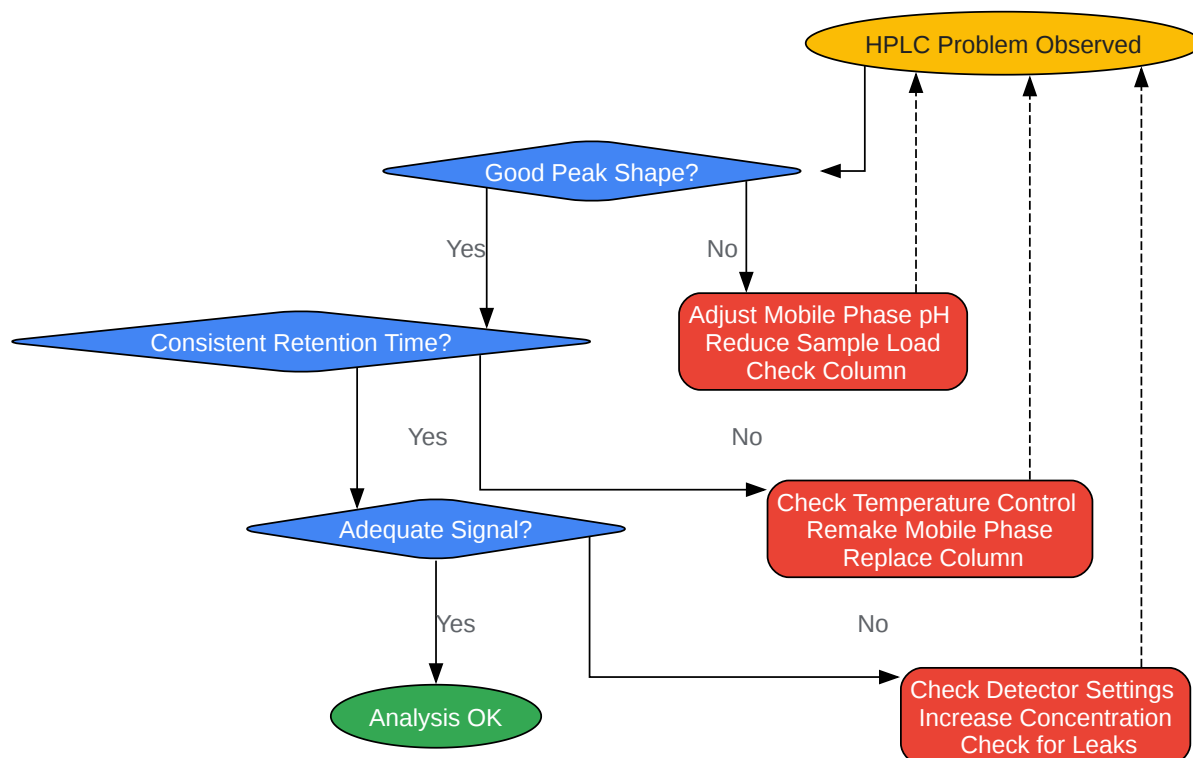 HPLC Problem Observed
Good Peak Shape?
Yes
No
Adjust Mobile Phase pH
Reduce Sample Load
Check Column
Consistent Retention Time?
Yes
No
Check Temperature Control
Remake Mobile Phase
Replace Column
Adequate Signal?
Yes
No
Check Detector Settings
Increase Concentration
Check for Leaks
Analysis OK